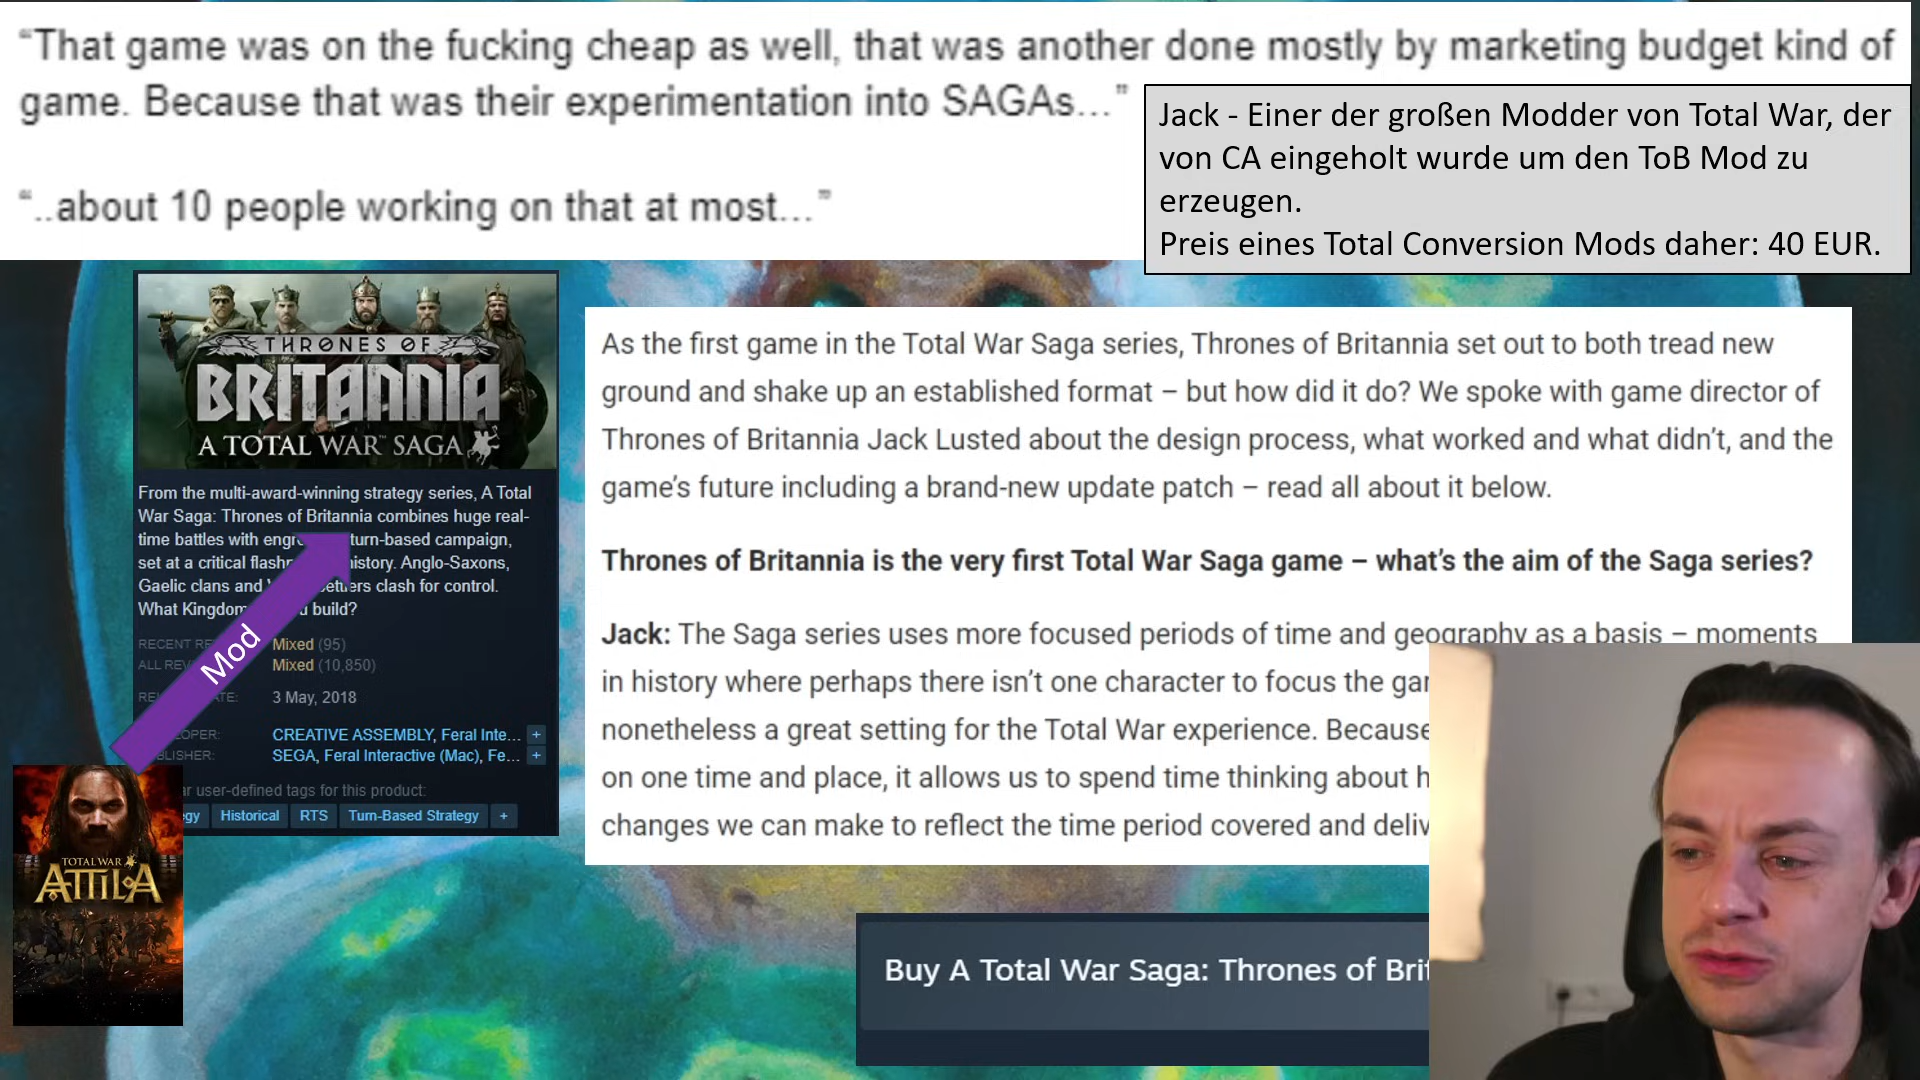 “That game was on the fucking cheap as well, that was another done mostly by marketing budget kind of
game. Because that was their experimentation into SAGAs...”
“..about 10 people working on that at most...”
Jack - Einer der großen Modder von Total War, der
von CA eingeholt wurde um den ToB Mod zu
erzeugen.
Preis eines Total Conversion Mods daher: 40 EUR.
THRONES OF
BRITANNIA
A TOTAL WAR™ SAGA
From the multi-award-winning strategy series, A Total
War Saga: Thrones of Britannia combines huge real-
time battles with turn-based campaign,
set at a critical history. Anglo-Saxons,
Gaelic clans and clash for control.
What build?
RECENT Mixed (95)
ALL Mixed (10,850)
3 May, 2018
CREATIVE ASSEMBLY, Feral Inte... +
SEGA, Feral Interactive (Mac), Fe... +
user-defined tags for this product:
Historical RTS Turn-Based Strategy +
Mod
TOTAL WAR
ATTILA
As the first game in the Total War Saga series, Thrones of Britannia set out to both tread new
ground and shake up an established format – but how did it do? We spoke with game director of
Thrones of Britannia Jack Lusted about the design process, what worked and what didn’t, and the
game’s future including a brand-new update patch – read all about it below.
Thrones of Britannia is the very first Total War Saga game – what’s the aim of the Saga series?
Jack: The Saga series uses more focused periods of time and geography as a basis – moments
in history where perhaps there isn’t one character to focus the
nonetheless a great setting for the Total War experience. Because
on one time and place, it allows us to spend time thinking about
changes we can make to reflect the time period covered and
Buy A Total War Saga: Thrones of